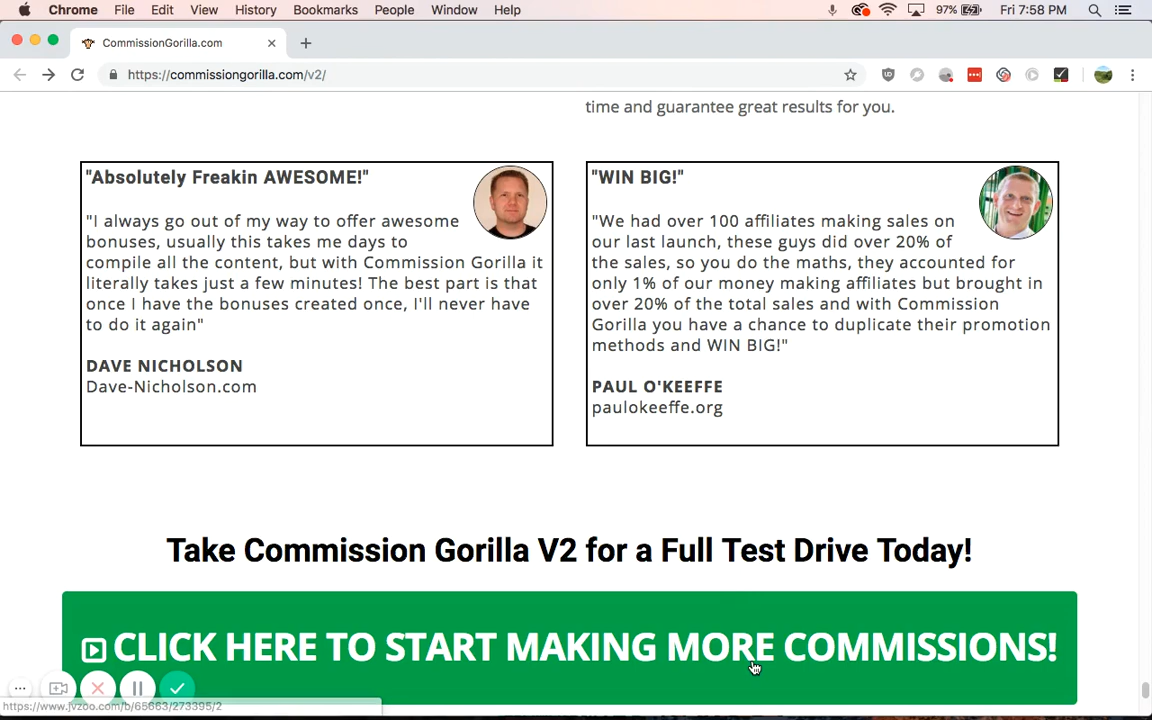 Chrome File Edit View History Bookmarks People Window Help 97% Fri 7:58 PM
CommissionGorilla.com
https://commissiongorilla.com/v2/
time and guarantee great results for you.
"Absolutely Freakin AWESOME!"
"I always go out of my way to offer awesome
bonuses, usually this takes me days to
compile all the content, but with Commission Gorilla it
literally takes just a few minutes! The best part is that
once I have the bonuses created once, I'll never have
to do it again"
DAVE NICHOLSON
Dave-Nicholson.com
"WIN BIG!"
"We had over 100 affiliates making sales on
our last launch, these guys did over 20% of
the sales, so you do the maths, they accounted for
only 1% of our money making affiliates but brought in
over 20% of the total sales and with Commission
Gorilla you have a chance to duplicate their promotion
methods and WIN BIG!"
PAUL O'KEEFFE
paulokeeffe.org
Take Commission Gorilla V2 for a Full Test Drive Today!
CLICK HERE TO START MAKING MORE COMMISSIONS!
https://www.jvzoo.com/b/65663/273395/2